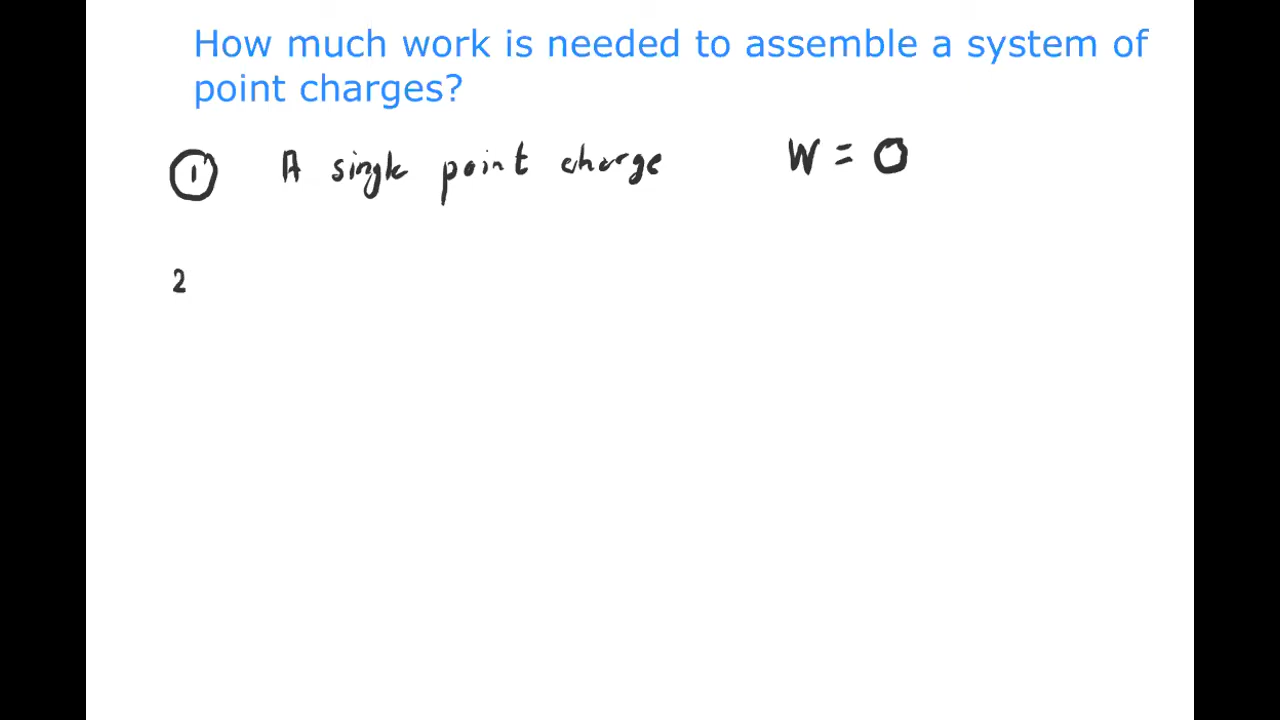 How much work is needed to assemble a system of
point charges?
1 A single point charge W = 0
2